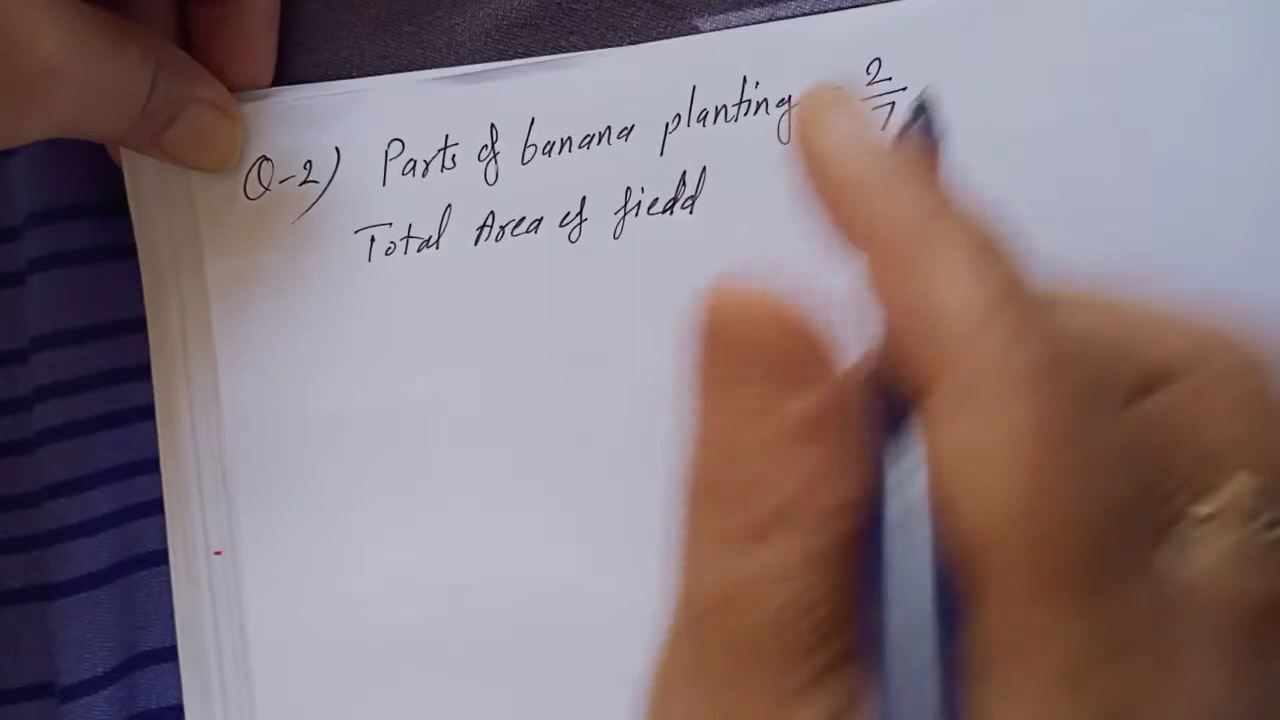 Q-2) Parts of banana planting 2/7
Total Area of field